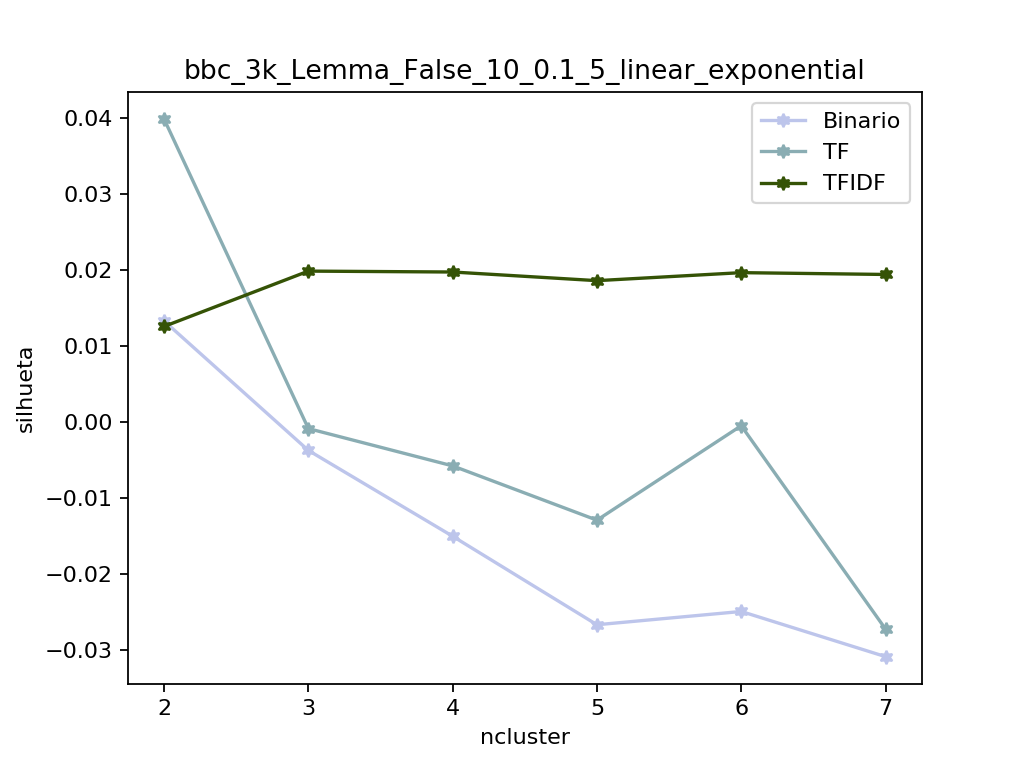 bbc_3k_Lemma_False_10_0.1_5_linear_exponential
Binario
TF
TFIDF
0.04
0.03
0.02
0.01
0.00
−0.01
−0.02
−0.03
silhueta
2 3 4 5 6 7
ncluster